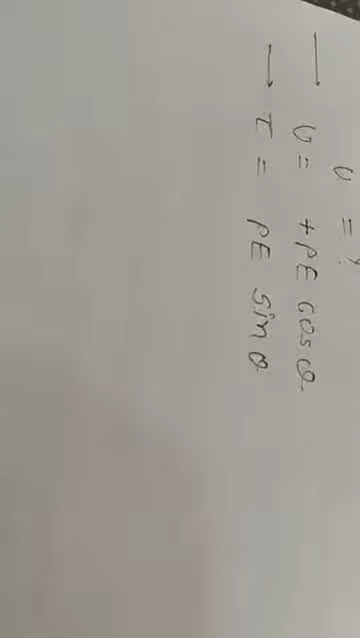 U = ?
→ U = +PE cos θ
→ τ = PE sin θ